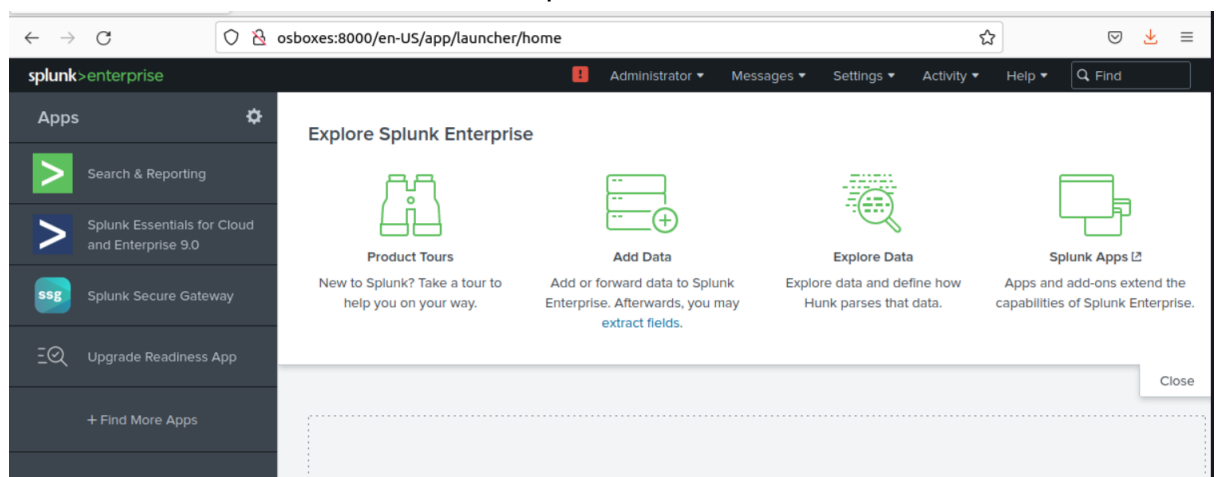 osboxes:8000/en-US/app/launcher/home
splunk>enterprise
! Administrator Messages Settings Activity Help Find
Apps
Search & Reporting
Splunk Essentials for Cloud
and Enterprise 9.0
ssg Splunk Secure Gateway
Upgrade Readiness App
+ Find More Apps
Explore Splunk Enterprise
Product Tours
New to Splunk? Take a tour to
help you on your way.
Add Data
Add or forward data to Splunk
Enterprise. Afterwards, you may
extract fields.
Explore Data
Explore data and define how
Hunk parses that data.
Splunk Apps
Apps and add-ons extend the
capabilities of Splunk Enterprise.
Close